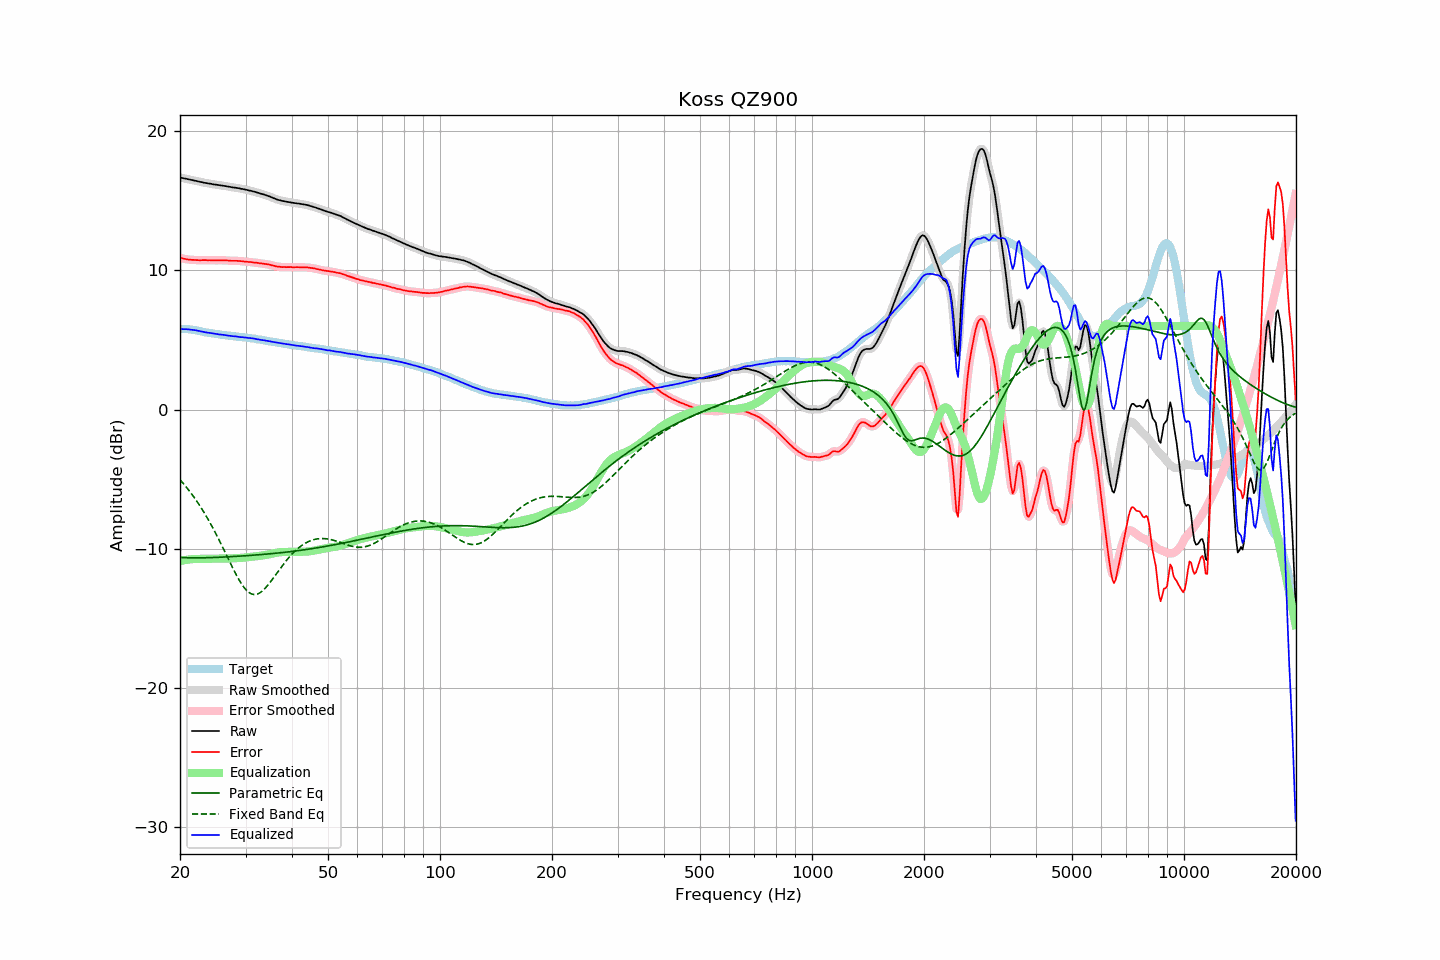 Koss QZ900
Amplitude (dBr)
20
10
0
−10
−20
−30
Target
Raw Smoothed
Error Smoothed
Raw
Error
Equalization
Parametric Eq
Fixed Band Eq
Equalized
20 50 100 200 500 1000 2000 5000 10000 20000
Frequency (Hz)